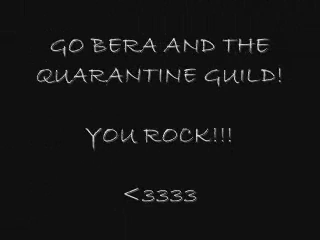 GO BERA AND THE
QUARANTINE GUILD!
YOU ROCK!!!
<3333